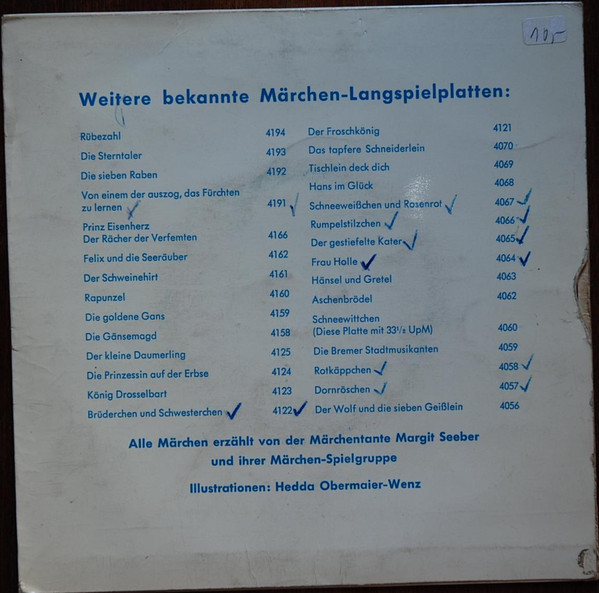 10,-
Weitere bekannte Märchen-Langspielplatten:
Rübezahl 4194
Die Sterntaler 4193
Die sieben Raben 4192
Von einem der auszog, das Fürchten
zu lernen 4191
Prinz Eisenherz
Der Rächer der Verfemten 4166
Felix und die Seeräuber 4162
Der Schweinehirt 4161
Rapunzel 4160
Die goldene Gans 4159
Die Gänsemagd 4158
Der kleine Daumerling 4125
Die Prinzessin auf der Erbse 4124
König Drosselbart 4123
Brüderchen und Schwesterchen 4122
Der Froschkönig 4121
Das tapfere Schneiderlein 4070
Tischlein deck dich 4069
Hans im Glück 4068
Schneeweißchen und Rosenrot 4067
Rumpelstilzchen 4066
Der gestiefelte Kater 4065
Frau Holle 4064
Hänsel und Gretel 4063
Aschenbrödel 4062
Schneewittchen
(Diese Platte mit 33¹/₃ UpM) 4060
Die Bremer Stadtmusikanten 4059
Rotkäppchen 4058
Dornröschen 4057
Der Wolf und die sieben Geißlein 4056
Alle Märchen erzählt von der Märchentante Margit Seeber
und ihrer Märchen-Spielgruppe
Illustrationen: Hedda Obermaier-Wenz